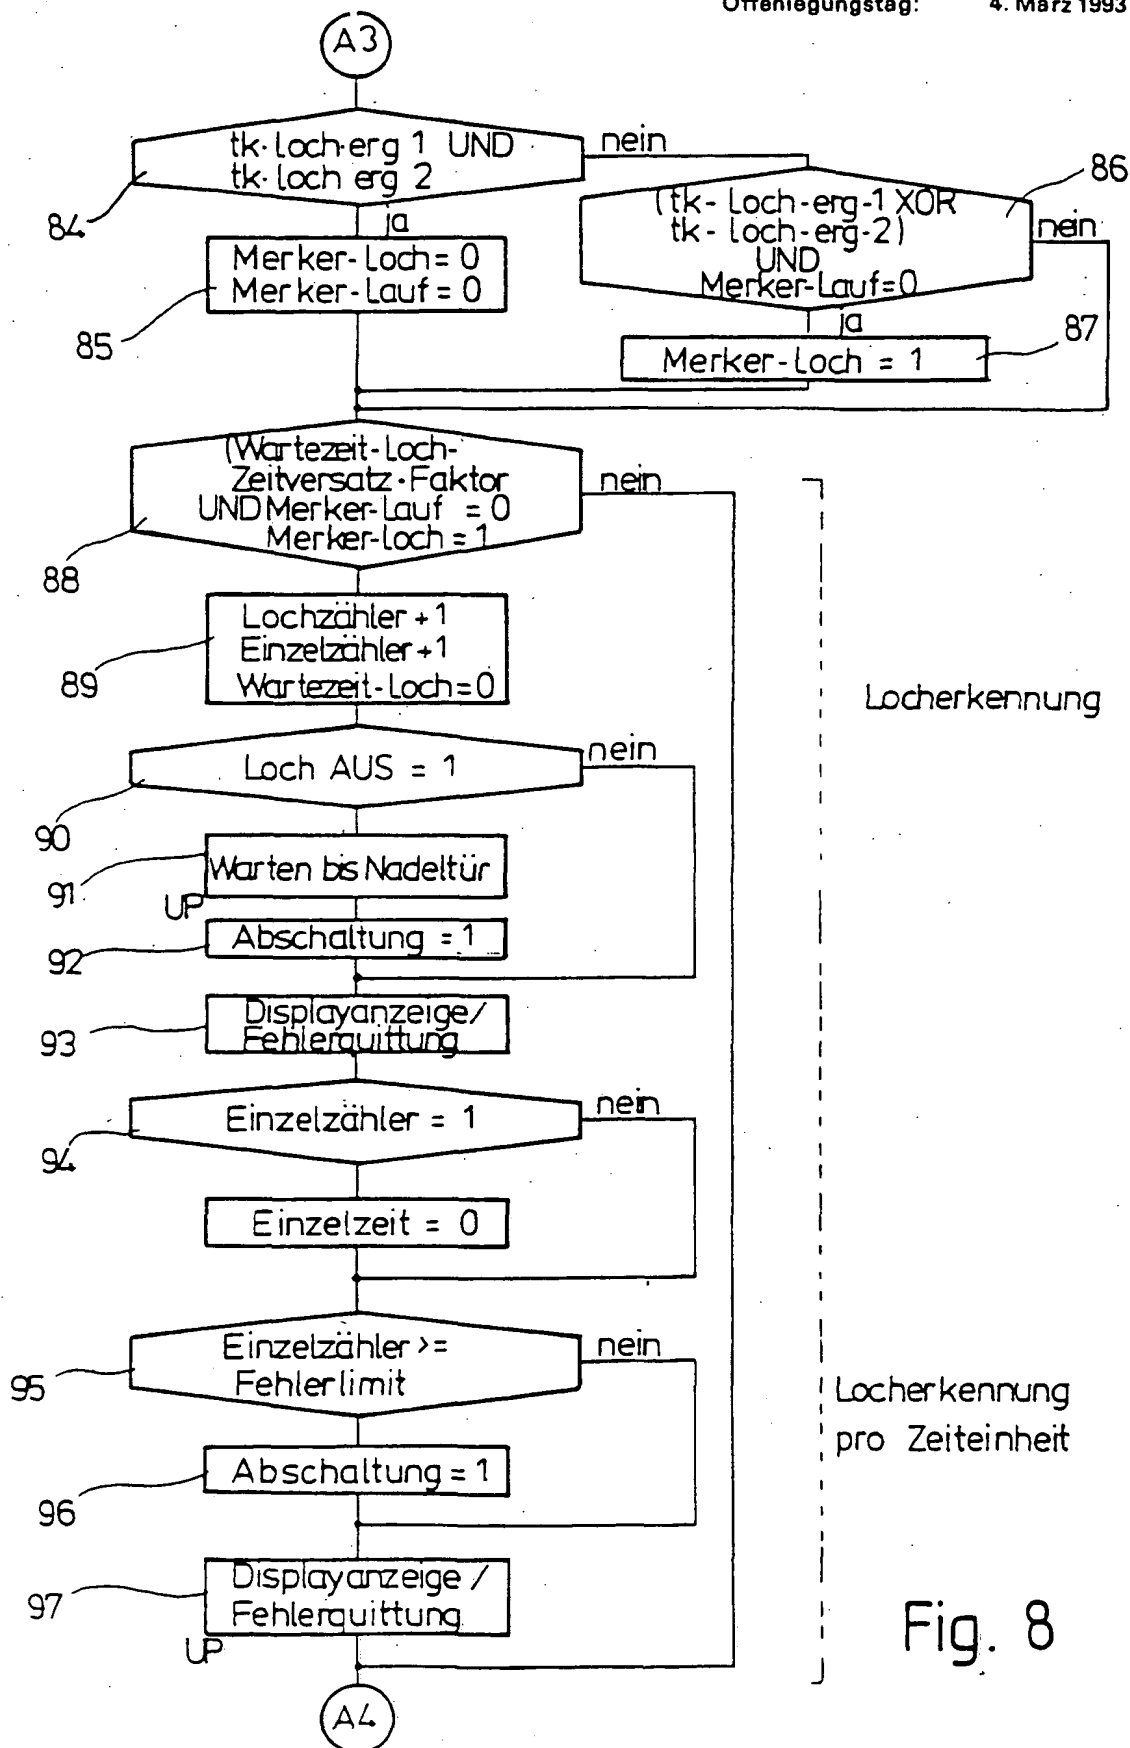 Offenlegungstag: 4. März 1993
A3
tk·Loch·erg 1 UND
tk·loch erg 2
nein
84
ja
86
(tk-Loch-erg-1 XOR
tk-Loch-erg-2)
UND
Merker-Lauf=0
nein
Merker-Loch=0
Merker-Lauf=0
85
ja
87
Merker-Loch = 1
(Wartezeit-Loch-
Zeitversatz·Faktor
UND Merker-Lauf = 0
Merker-Loch = 1
nein
88
Lochzähler +1
Einzelzähler+1
Wartezeit-Loch=0
89
Locherkennung
Loch AUS = 1
nein
90
Warten bis Nadeltür
91
UP
Abschaltung = 1
92
Displayanzeige/
Fehlerquittung
93
Einzelzähler = 1
nein
94
Einzelzeit = 0
Einzelzähler >=
Fehlerlimit
nein
95
Locherkennung
pro Zeiteinheit
Abschaltung = 1
96
Displayanzeige /
Fehlerquittung
97
UP
Fig. 8
A4